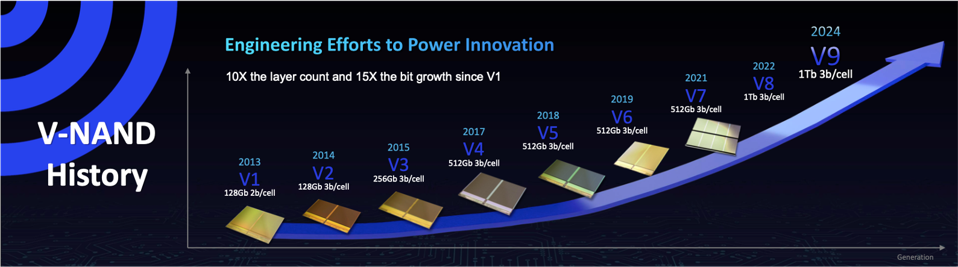 V-NAND
History
Engineering Efforts to Power Innovation
10X the layer count and 15X the bit growth since V1
2013
V1
128Gb 2b/cell
2014
V2
128Gb 3b/cell
2015
V3
256Gb 3b/cell
2017
V4
512Gb 3b/cell
2018
V5
512Gb 3b/cell
2019
V6
512Gb 3b/cell
2021
V7
512Gb 3b/cell
2022
V8
1Tb 3b/cell
2024
V9
1Tb 3b/cell
Generation